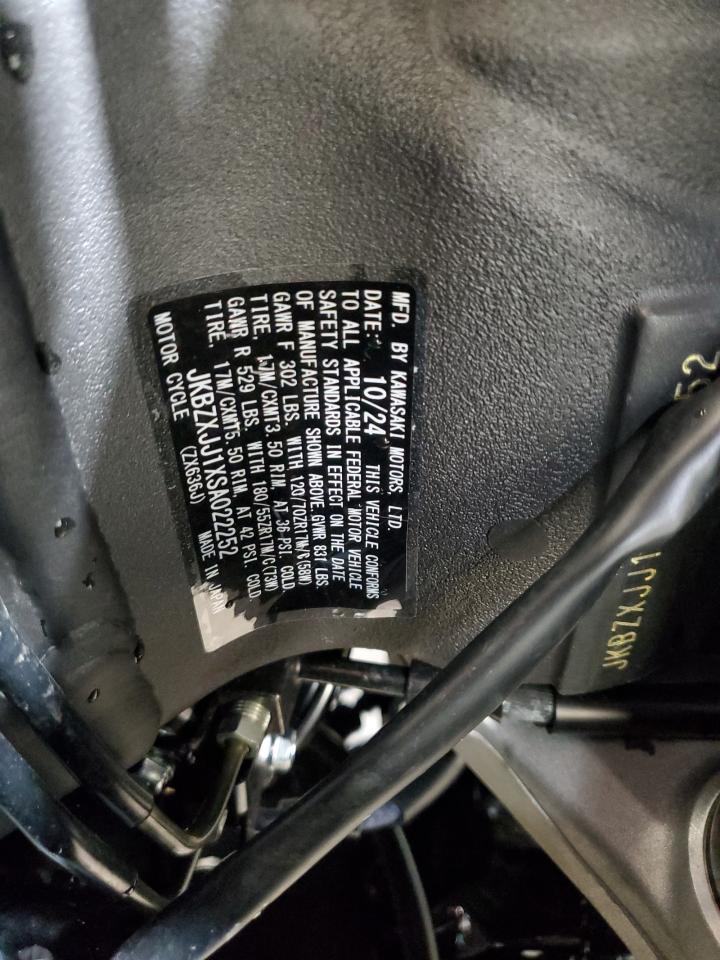 MFD. BY KAWASAKI MOTORS, LTD.
DATE: 10/24 THIS VEHICLE CONFORMS
TO ALL APPLICABLE FEDERAL MOTOR VEHICLE
SAFETY STANDARDS IN EFFECT ON THE DATE
OF MANUFACTURE SHOWN ABOVE. GVWR 831 LBS.
GAWR F 302 LBS. WITH 120/70ZR17M/C(58W)
TIRE, 17M/CXMT3.50 RIM, AT 36 PSI. COLD.
GAWR R 529 LBS. WITH 180/55ZR17M/C(73W)
TIRE, 17M/CXMT5.50 RIM, AT 42 PSI. COLD.
JKBZXJJ1XSA022252
MOTOR CYCLE (ZX636J) MADE IN JAPAN
JKBZXJJ1
52